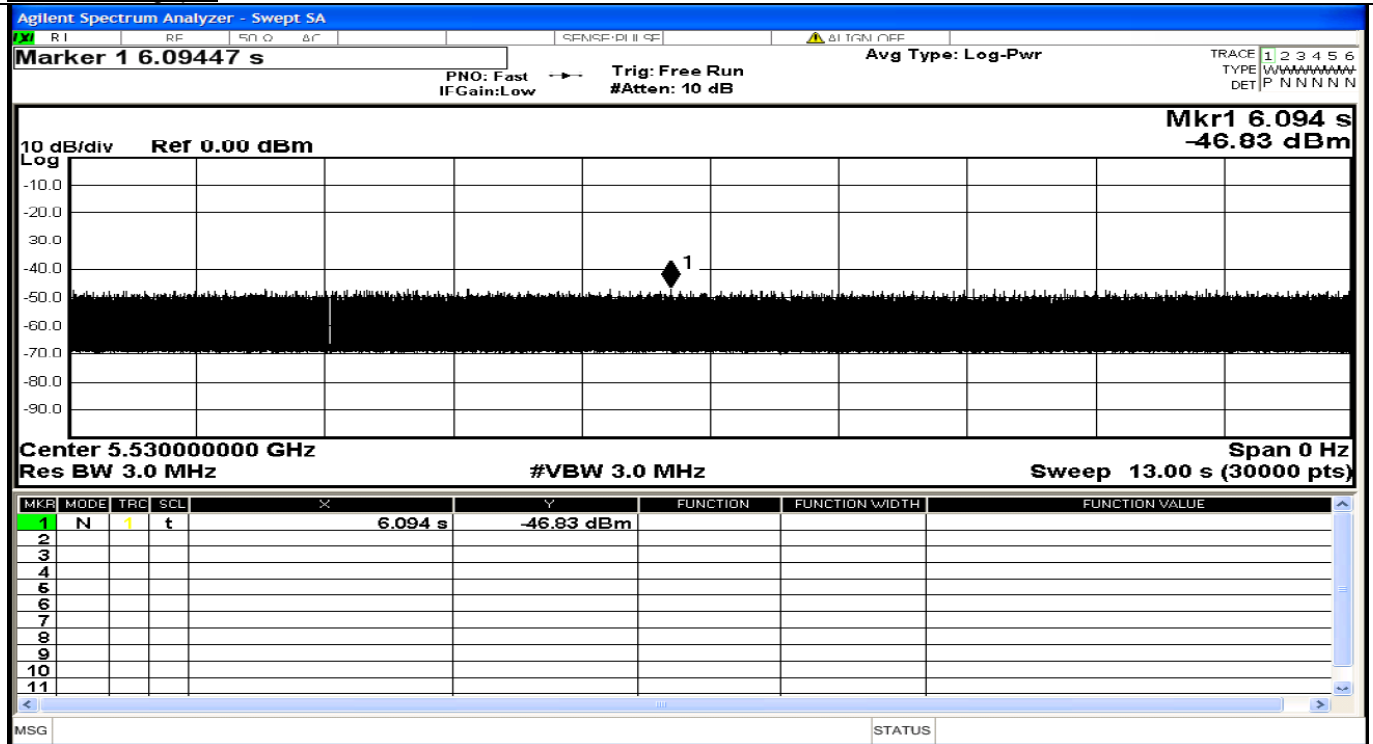 Agilent Spectrum Analyzer - Swept SA
RL RF 50 Ω AC SENSE:PULSE ALIGN OFF
Marker 1 6.09447 s
Avg Type: Log-Pwr
TRACE 1 2 3 4 5 6
PNO: Fast Trig: Free Run TYPE
IFGain:Low #Atten: 10 dB DET P N N N N N
Mkr1 6.094 s
10 dB/div Ref 0.00 dBm -46.83 dBm
Log
-10.0
-20.0
30.0
1
-40.0
-50.0
-60.0
-70.0
-80.0
-90.0
Center 5.530000000 GHz Span 0 Hz
Res BW 3.0 MHz #VBW 3.0 MHz Sweep 13.00 s (30000 pts)
MKR MODE TRC SCL X Y FUNCTION FUNCTION WIDTH FUNCTION VALUE
1 N 1 t 6.094 s -46.83 dBm
2
3
4
5
6
7
8
9
10
11
MSG STATUS